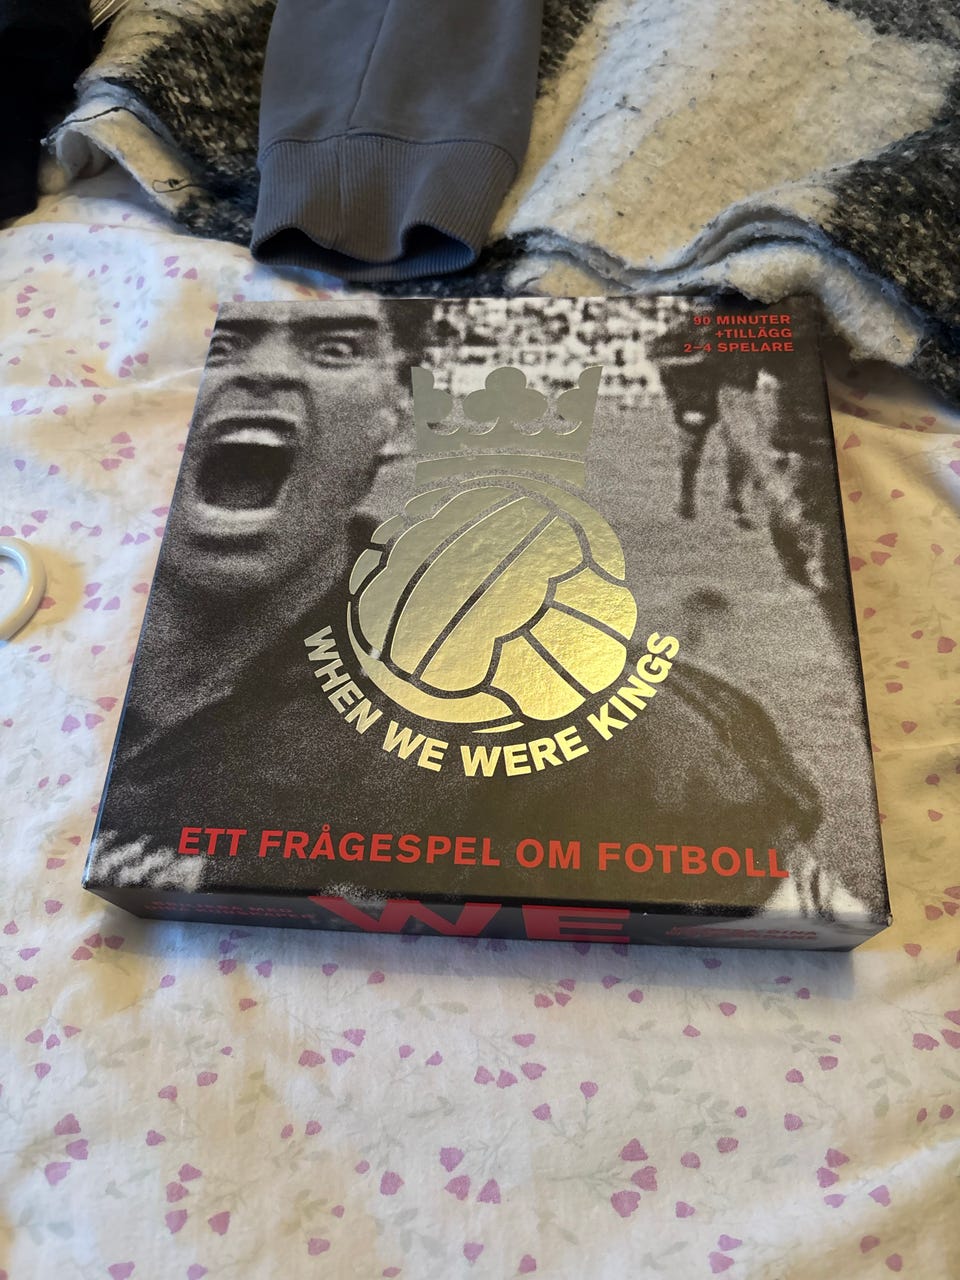 90 MINUTER
+TILLÄGG
2–4 SPELARE
WHEN WE WERE KINGS
ETT FRÅGESPEL OM FOTBOLL
WE